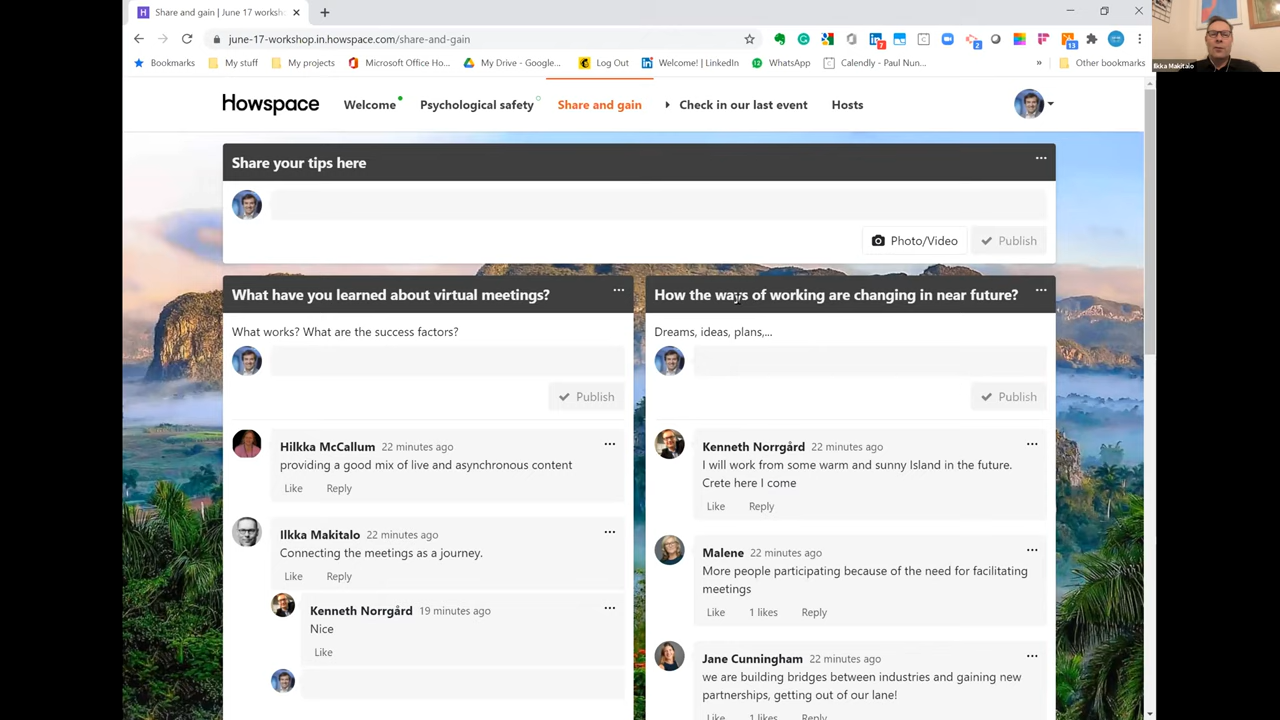 Share and gain | June 17 worksh
june-17-workshop.in.howspace.com/share-and-gain
7
2
13
Bookmarks My stuff My projects Microsoft Office Ho... My Drive - Google... Log Out Welcome! | LinkedIn WhatsApp Calendly - Paul Nun... » Other bookmarks
Ilkka Makitalo
Howspace Welcome Psychological safety Share and gain Check in our last event Hosts
Share your tips here
Photo/Video Publish
What have you learned about virtual meetings?
What works? What are the success factors?
Publish
Hilkka McCallum 22 minutes ago
providing a good mix of live and asynchronous content
Like Reply
Ilkka Makitalo 22 minutes ago
Connecting the meetings as a journey.
Like Reply
Kenneth Norrgård 19 minutes ago
Nice
Like
How the ways of working are changing in near future?
Dreams, ideas, plans,...
Publish
Kenneth Norrgård 22 minutes ago
I will work from some warm and sunny Island in the future.
Crete here I come
Like Reply
Malene 22 minutes ago
More people participating because of the need for facilitating
meetings
Like 1 likes Reply
Jane Cunningham 22 minutes ago
we are building bridges between industries and gaining new
partnerships, getting out of our lane!
Like 1 likes Reply